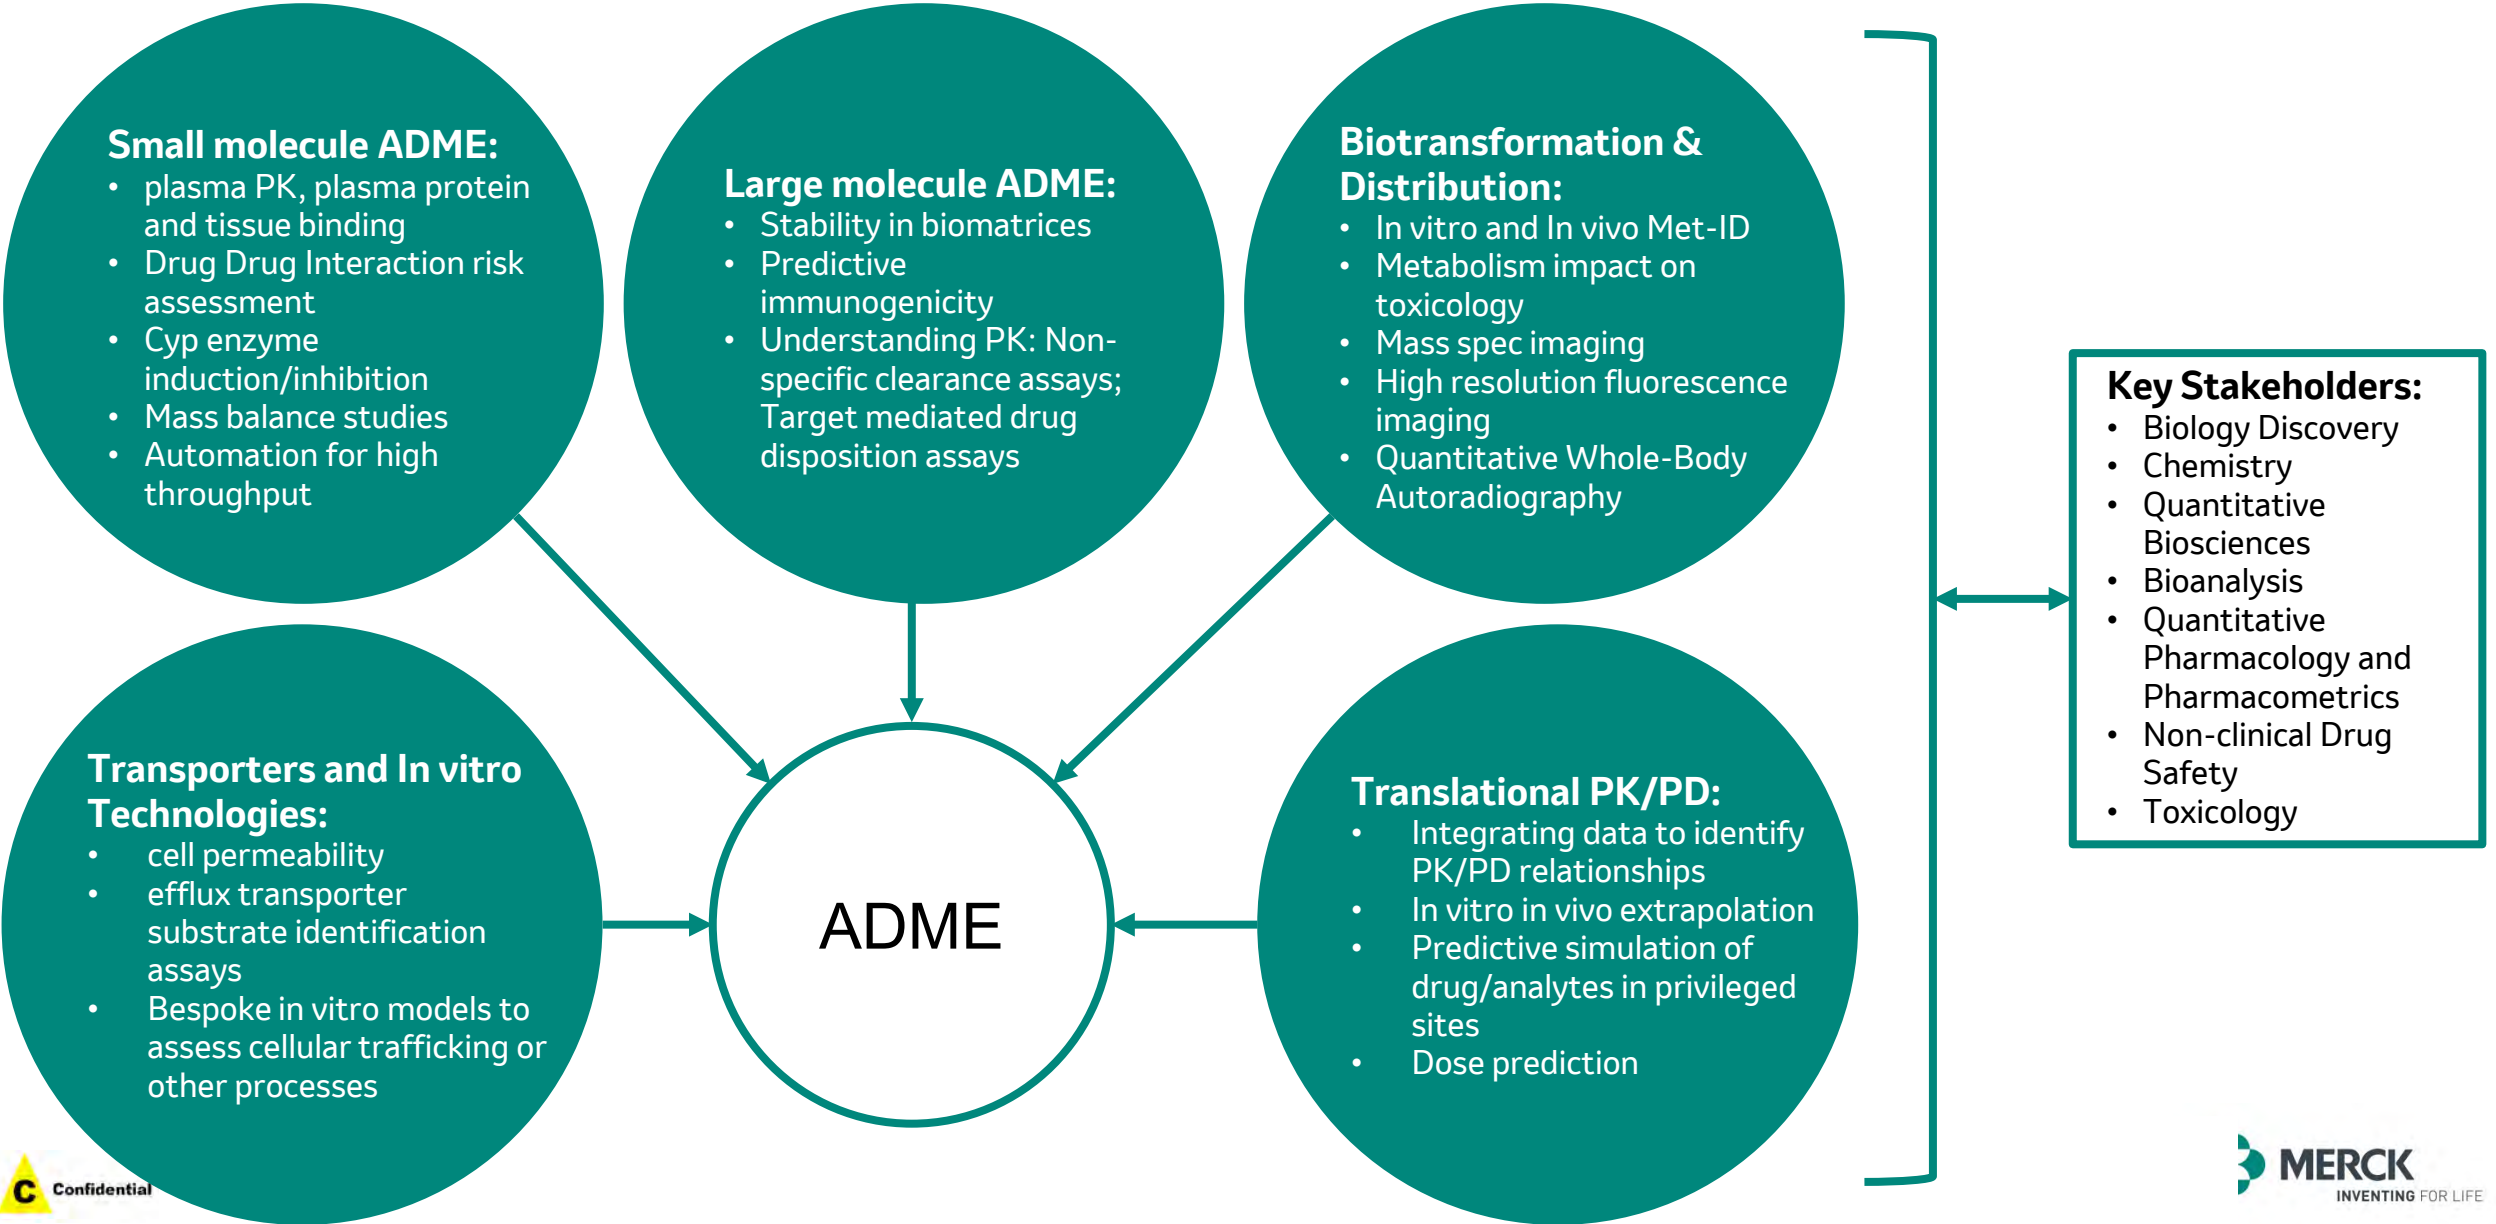 Small molecule ADME:
• plasma PK, plasma protein
and tissue binding
• Drug Drug Interaction risk
assessment
• Cyp enzyme
induction/inhibition
• Mass balance studies
• Automation for high
throughput
Large molecule ADME:
• Stability in biomatrices
• Predictive
immunogenicity
• Understanding PK: Non-
specific clearance assays;
Target mediated drug
disposition assays
Biotransformation &
Distribution:
• In vitro and In vivo Met-ID
• Metabolism impact on
toxicology
• Mass spec imaging
• High resolution fluorescence
imaging
• Quantitative Whole-Body
Autoradiography
Transporters and In vitro
Technologies:
• cell permeability
• efflux transporter
substrate identification
assays
• Bespoke in vitro models to
assess cellular trafficking or
other processes
ADME
Translational PK/PD:
• Integrating data to identify
PK/PD relationships
• In vitro in vivo extrapolation
• Predictive simulation of
drug/analytes in privileged
sites
• Dose prediction
Key Stakeholders:
• Biology Discovery
• Chemistry
• Quantitative
Biosciences
• Bioanalysis
• Quantitative
Pharmacology and
Pharmacometrics
• Non-clinical Drug
Safety
• Toxicology
C Confidential
MERCK
INVENTING FOR LIFE